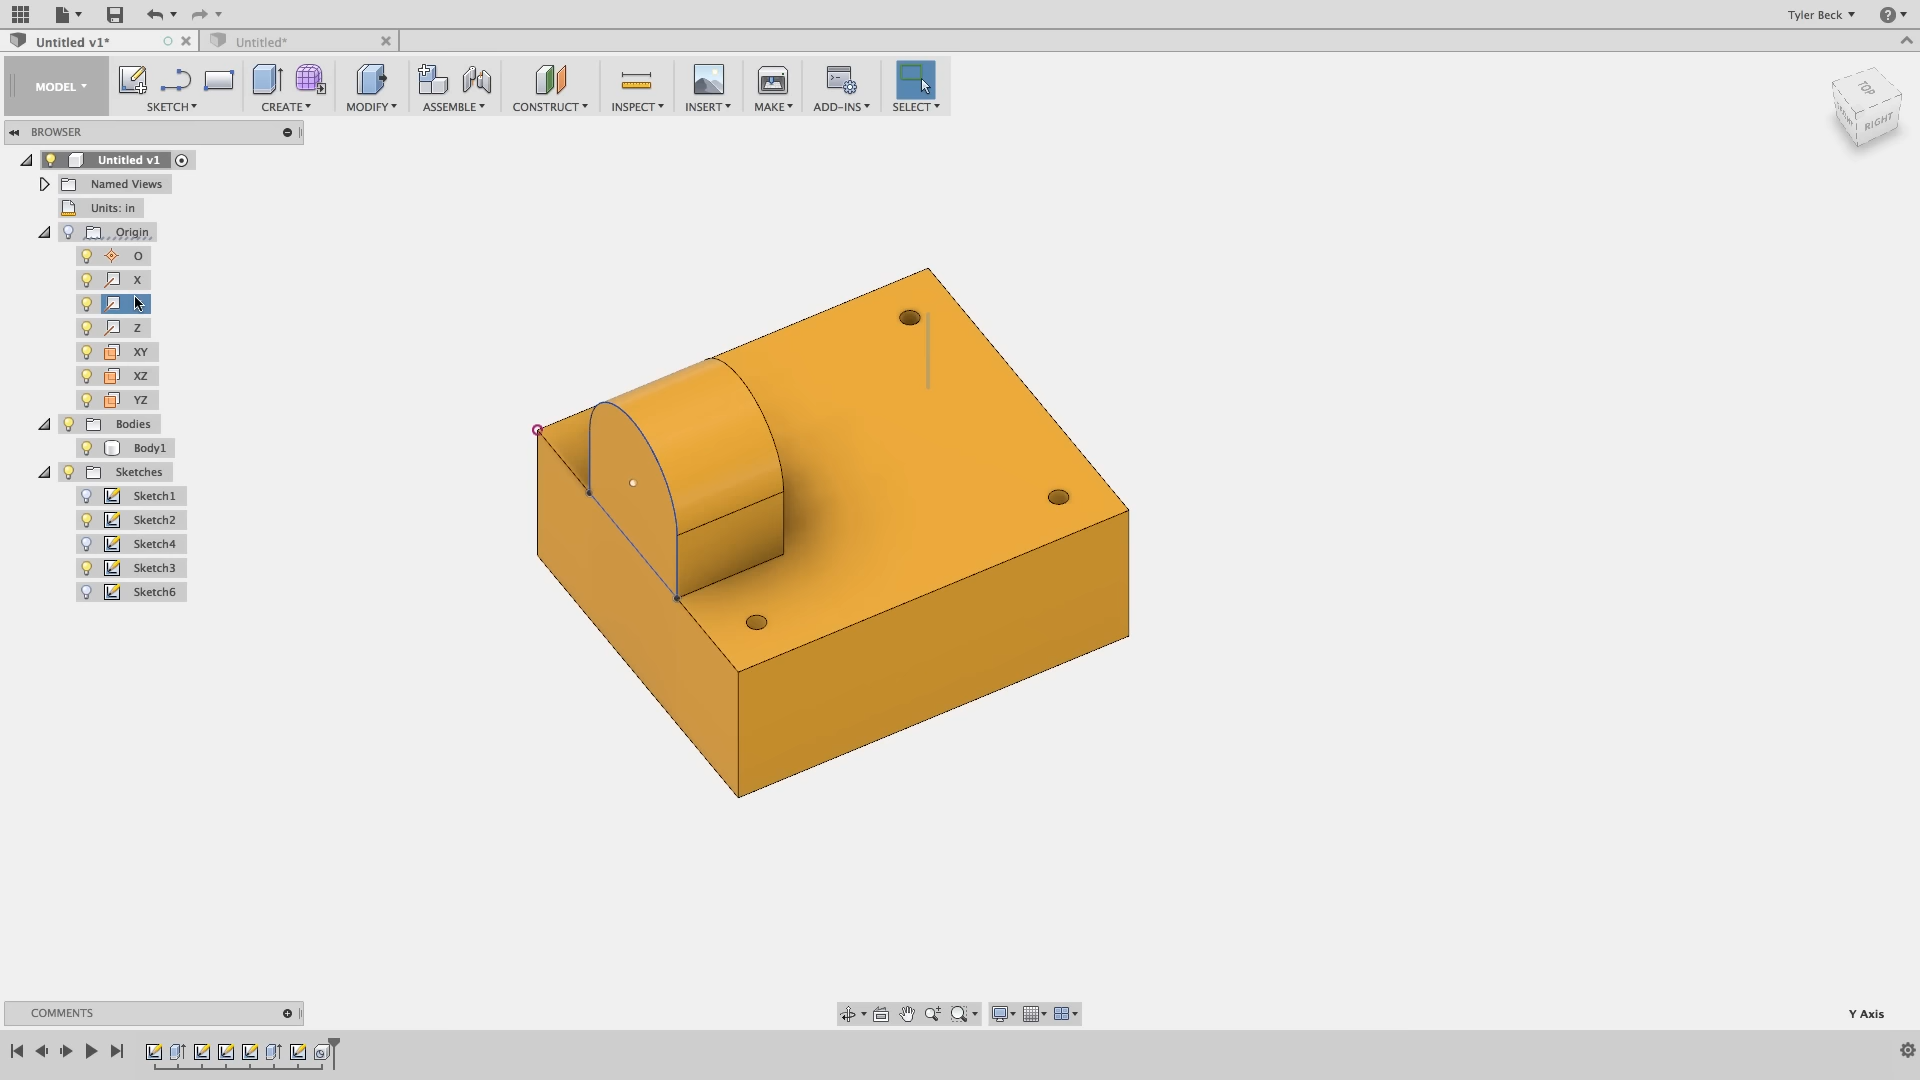 Tyler Beck
Untitled v1*
Untitled*
MODEL
SKETCH
CREATE
MODIFY
ASSEMBLE
CONSTRUCT
INSPECT
INSERT
MAKE
ADD-INS
SELECT
TOP
RIGHT
BROWSER
Untitled v1
Named Views
Units: in
Origin
O
X
Z
XY
XZ
YZ
Bodies
Body1
Sketches
Sketch1
Sketch2
Sketch4
Sketch3
Sketch6
COMMENTS
Y Axis